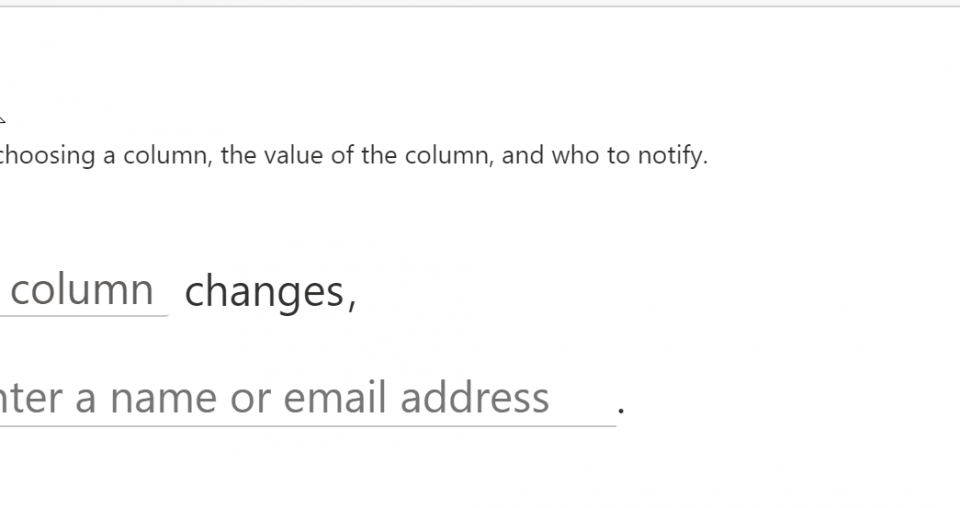 choosing a column, the value of the column, and who to notify.
column changes,
nter a name or email address .